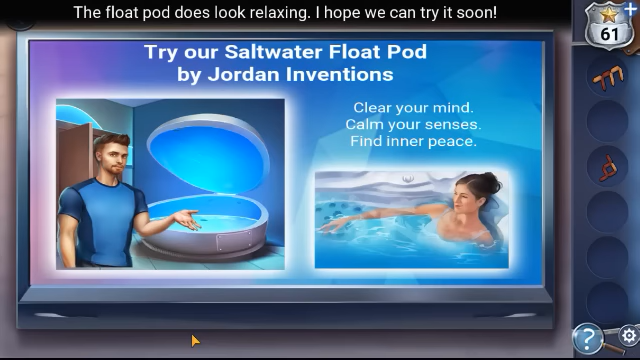 The float pod does look relaxing. I hope we can try it soon!
61
Try our Saltwater Float Pod
by Jordan Inventions
Clear your mind.
Calm your senses.
Find inner peace.
?